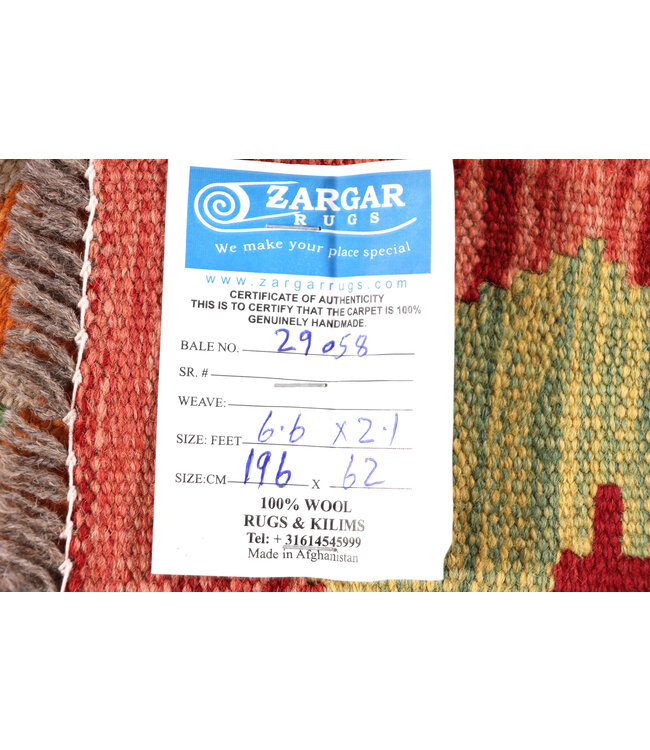 ZARGAR
RUGS
We make your place special
www.zargarrugs.com
CERTIFICATE OF AUTHENTICITY
THIS IS TO CERTIFY THAT THE CARPET IS 100%
GENUINELY HANDMADE.
BALE NO. 29058
SR. #
WEAVE:
SIZE: FEET 6.6 x 2.1
SIZE:CM 196 X 62
100% WOOL
RUGS & KILIMS
Tel: + 31614545999
Made in Afghanistan